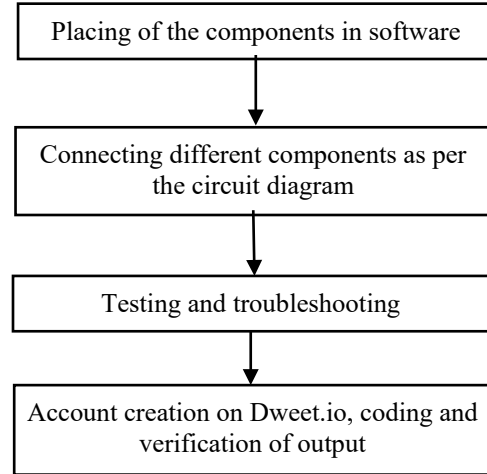 Placing of the components in software
Connecting different components as per
the circuit diagram
Testing and troubleshooting
Account creation on Dweet.io, coding and
verification of output